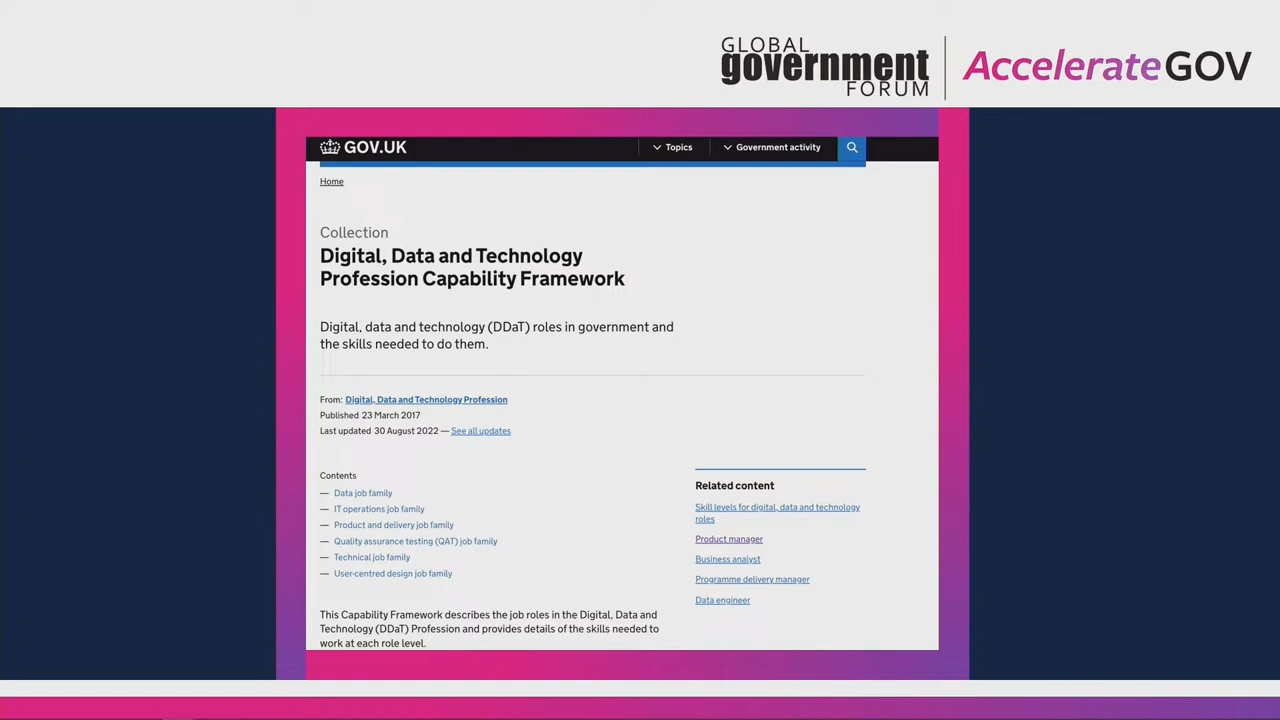 GLOBAL
government
FORUM
AccelerateGOV
GOV.UK
Topics
Government activity
Home
Collection
Digital, Data and Technology
Profession Capability Framework
Digital, data and technology (DDaT) roles in government and
the skills needed to do them.
From: Digital, Data and Technology Profession
Published 23 March 2017
Last updated 30 August 2022 — See all updates
Contents
— Data job family
— IT operations job family
— Product and delivery job family
— Quality assurance testing (QAT) job family
— Technical job family
— User-centred design job family
Related content
Skill levels for digital, data and technology
roles
Product manager
Business analyst
Programme delivery manager
Data engineer
This Capability Framework describes the job roles in the Digital, Data and
Technology (DDaT) Profession and provides details of the skills needed to
work at each role level.